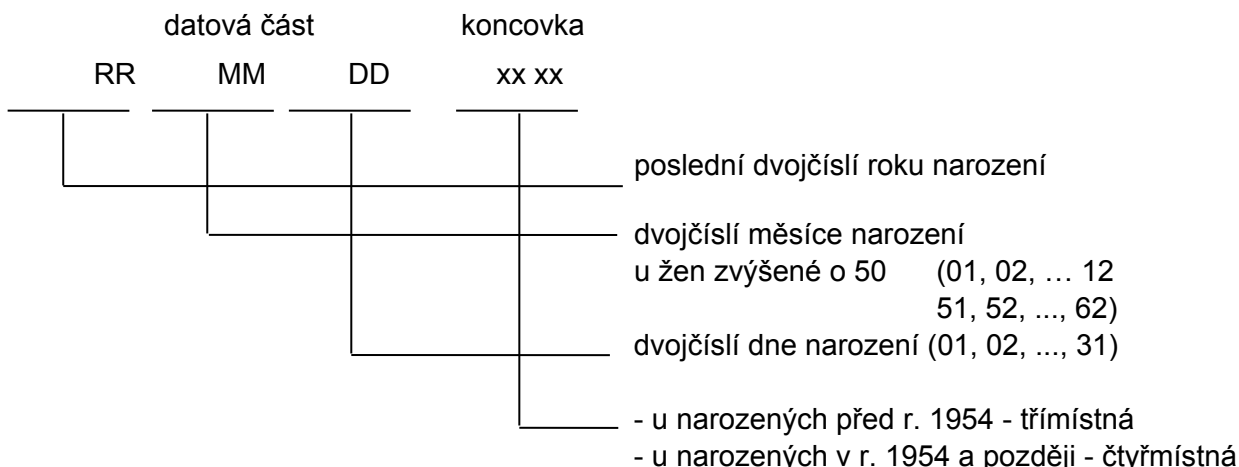 datová část koncovka
RR MM DD xx xx
poslední dvojčíslí roku narození
dvojčíslí měsíce narození
u žen zvýšené o 50 (01, 02, … 12
51, 52, ..., 62)
dvojčíslí dne narození (01, 02, ..., 31)
- u narozených před r. 1954 - třímístná
- u narozených v r. 1954 a později - čtyřmístná